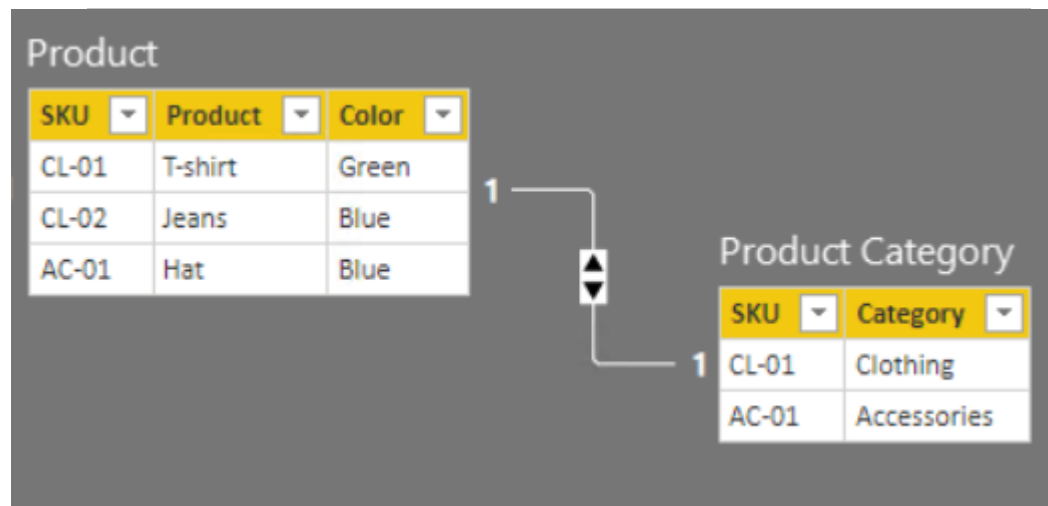 Product
SKU Product Color
CL-01 T-shirt Green
CL-02 Jeans Blue
AC-01 Hat Blue
1
Product Category
SKU Category
1
CL-01 Clothing
AC-01 Accessories